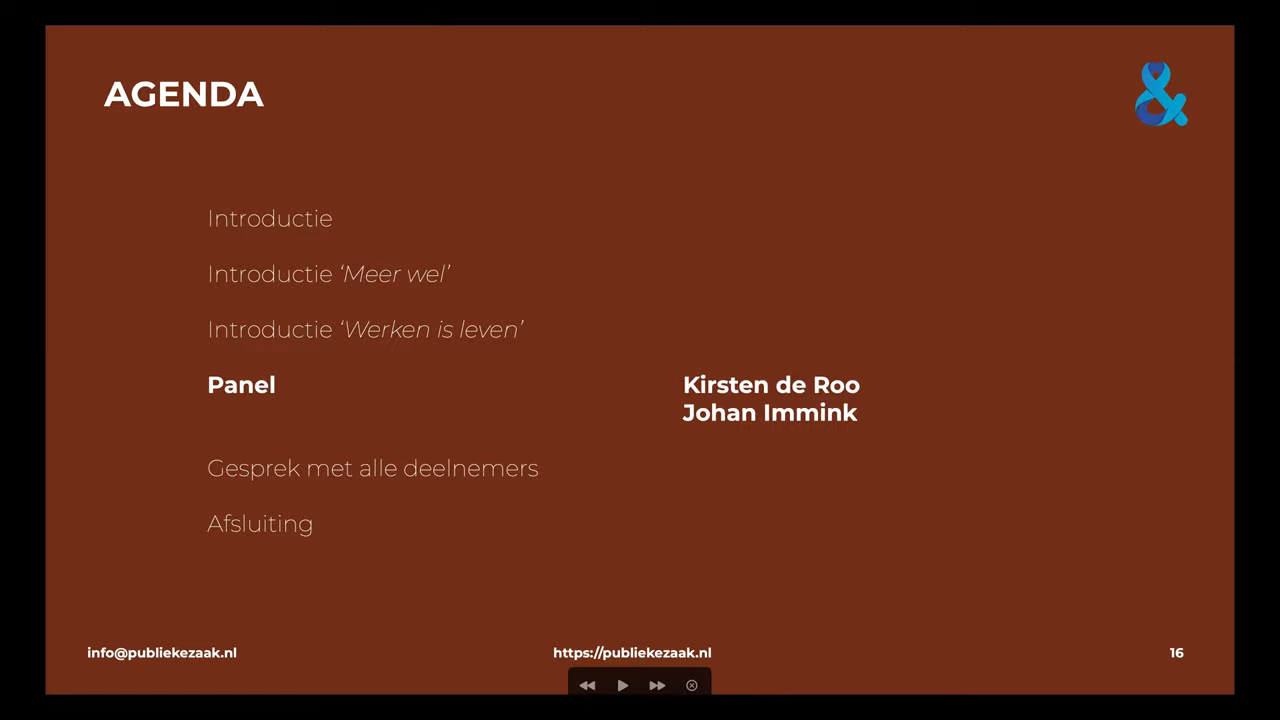 AGENDA
Introductie
Introductie ‘Meer wel’
Introductie ‘Werken is leven’
Panel Kirsten de Roo
Johan Immink
Gesprek met alle deelnemers
Afsluiting
info@publiekezaak.nl https://publiekezaak.nl 16